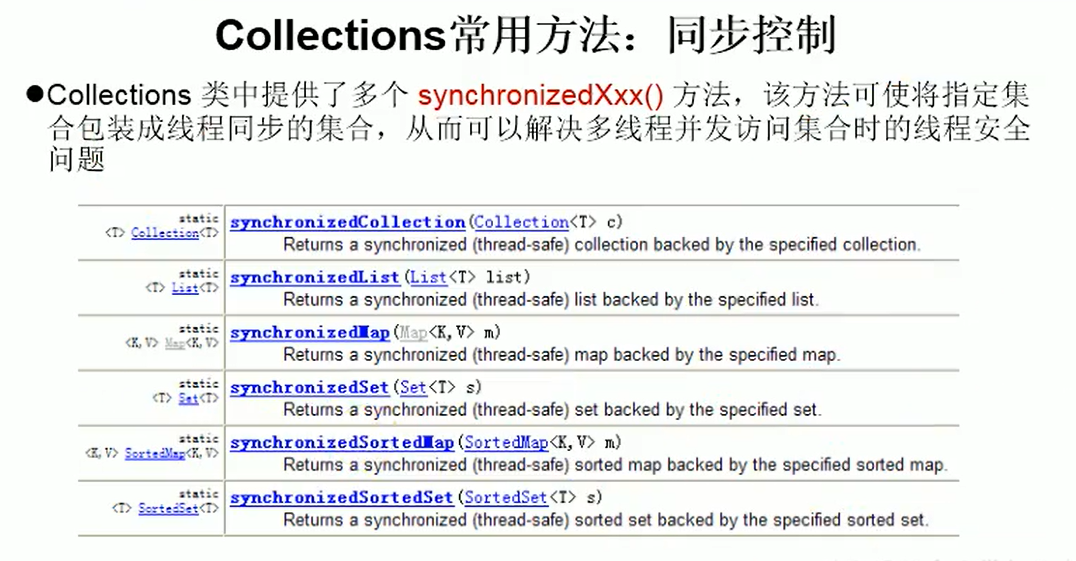 Collections常用方法：同步控制
●Collections 类中提供了多个 synchronizedXxx() 方法，该方法可使将指定集
合包装成线程同步的集合，从而可以解决多线程并发访问集合时的线程安全
问题
static
<T> Collection<T>
synchronizedCollection(Collection<T> c)
Returns a synchronized (thread-safe) collection backed by the specified collection.
static
<T> List<T>
synchronizedList(List<T> list)
Returns a synchronized (thread-safe) list backed by the specified list.
static
<K,V> Map<K,V>
synchronizedMap(Map<K,V> m)
Returns a synchronized (thread-safe) map backed by the specified map.
static
<T> Set<T>
synchronizedSet(Set<T> s)
Returns a synchronized (thread-safe) set backed by the specified set.
static
<K,V> SortedMap<K,V>
synchronizedSortedMap(SortedMap<K,V> m)
Returns a synchronized (thread-safe) sorted map backed by the specified sorted map.
static
<T> SortedSet<T>
synchronizedSortedSet(SortedSet<T> s)
Returns a synchronized (thread-safe) sorted set backed by the specified sorted set.